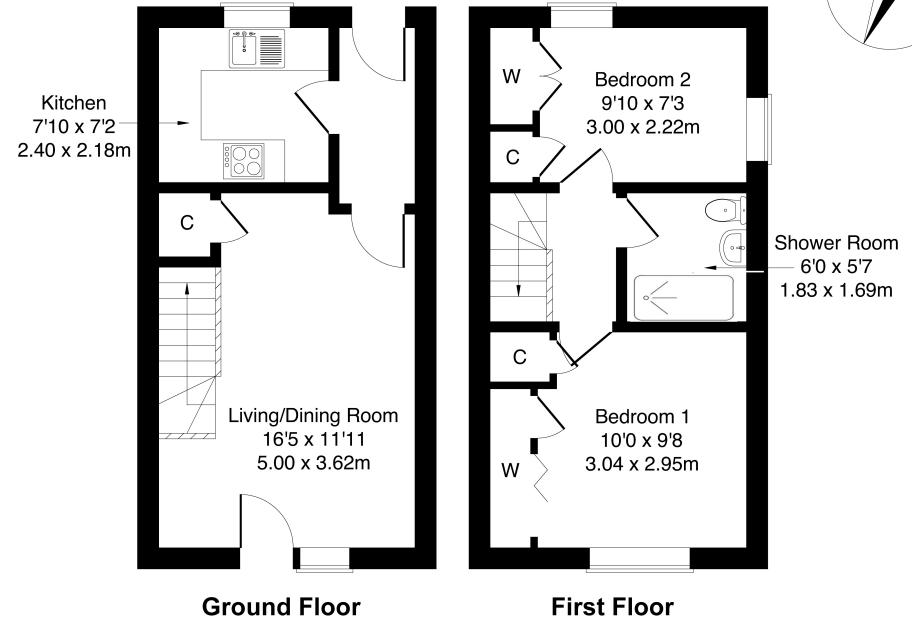 Kitchen
7'10 x 7'2
2.40 x 2.18m
C
Living/Dining Room
16'5 x 11'11
5.00 x 3.62m
Ground Floor
W
Bedroom 2
9'10 x 7'3
3.00 x 2.22m
C
Shower Room
6'0 x 5'7
1.83 x 1.69m
C
Bedroom 1
10'0 x 9'8
3.04 x 2.95m
W
First Floor